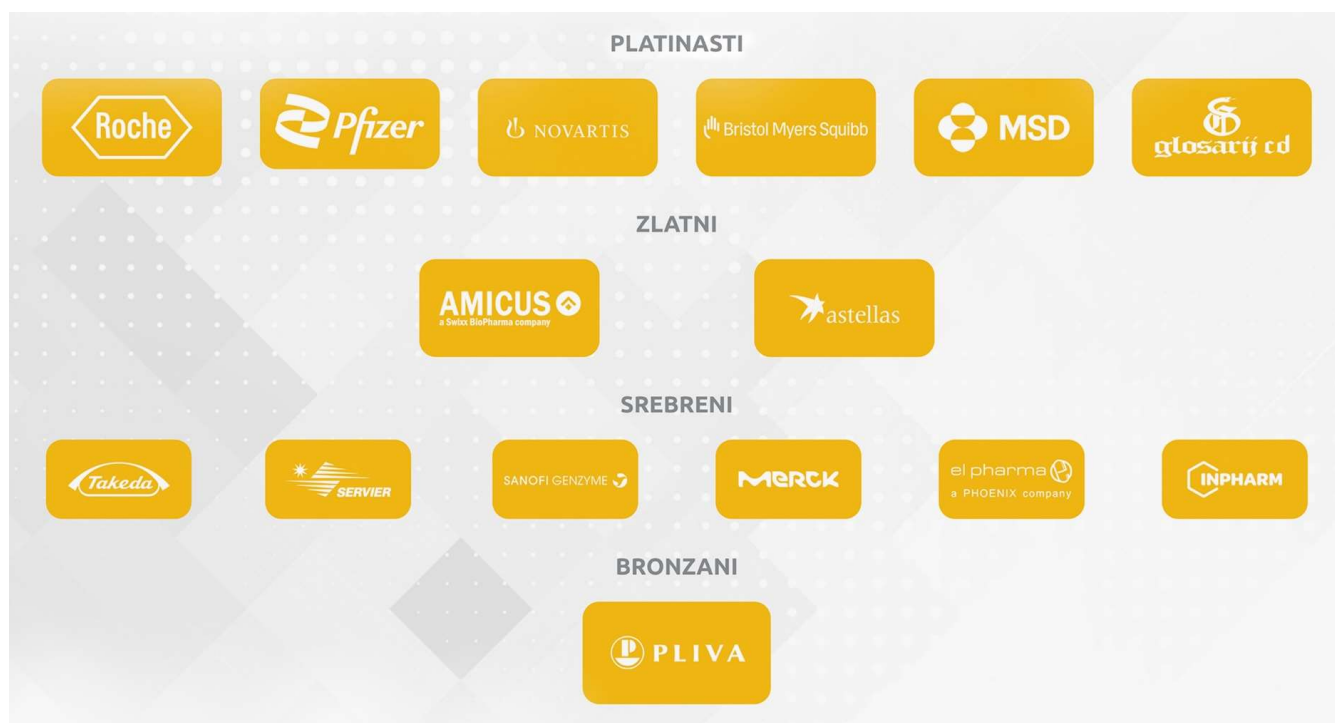 PLATINASTI
Roche
Pfizer
NOVARTIS
Bristol Myers Squibb
MSD
glosarij cd
ZLATNI
AMICUS
a Swixx BioPharma company
astellas
SREBRENI
Takeda
SERVIER
SANOFI GENZYME
MERCK
el pharma
a PHOENIX company
INPHARM
BRONZANI
PLIVA